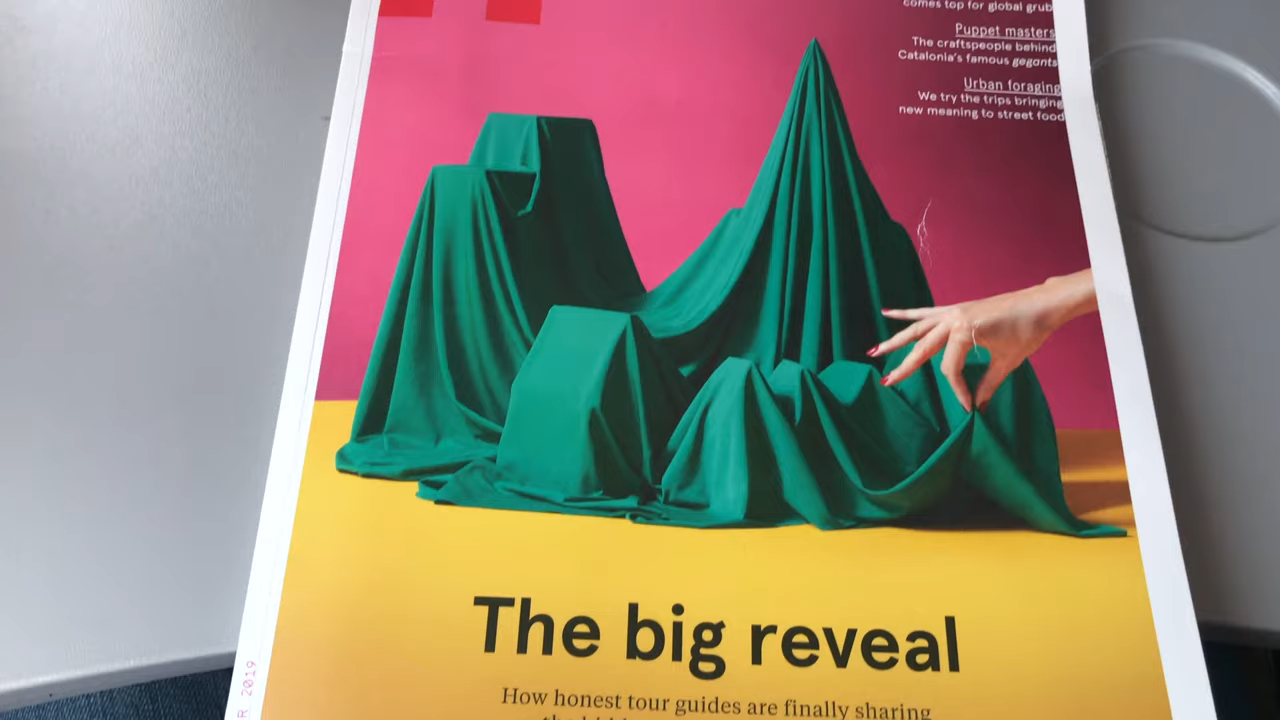 comes top for global grub
Puppet masters
The craftspeople behind
Catalonia's famous gegants
Urban foraging
We try the trips bringing
new meaning to street food
The big reveal
How honest tour guides are finally sharing
R 2019